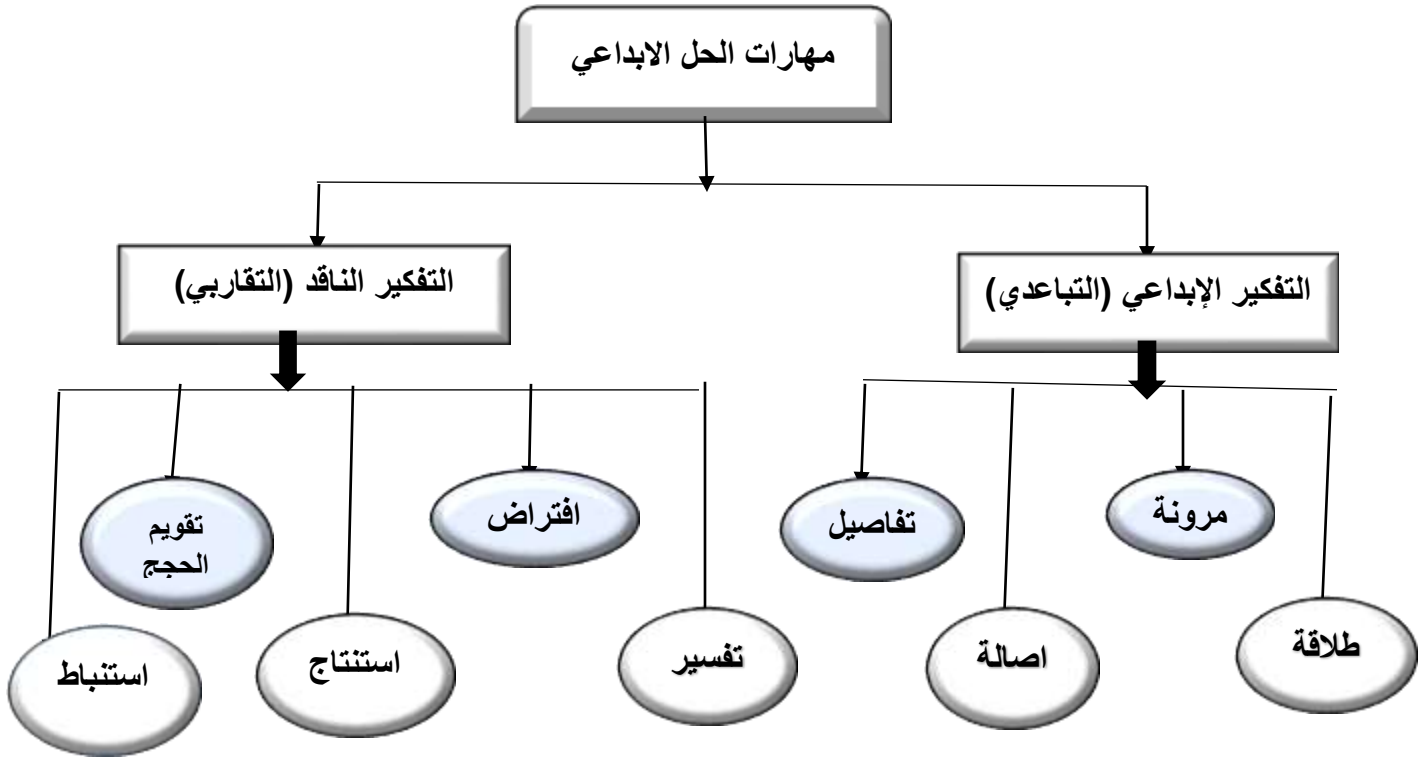 مهارات الحل الابداعي
التفكير الإبداعي (التباعدي)
التفكير الناقد (التقاربي)
مرونة
تفاصيل
افتراض
تقويم
الحجج
طلاقة
اصالة
تفسير
استنتاج
استنباط